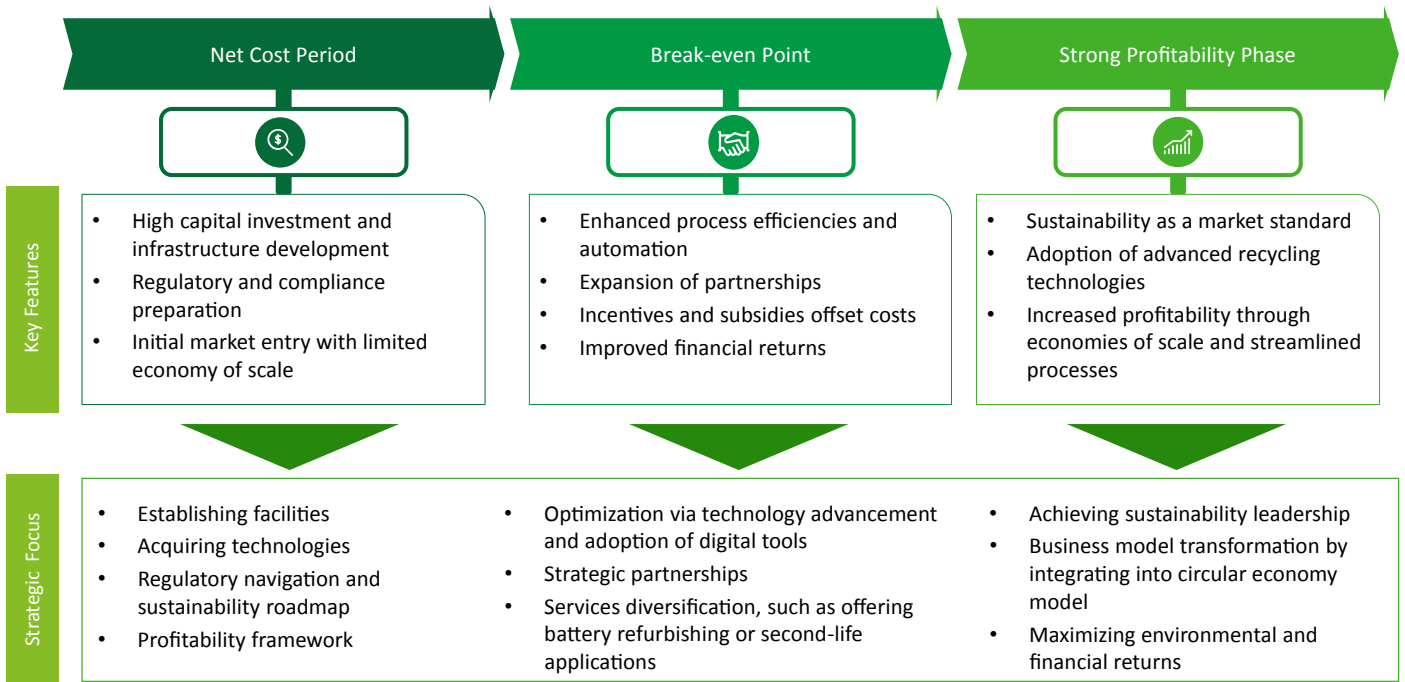 Net Cost Period
Break-even Point
Strong Profitability Phase
$
Key Features
• High capital investment and
infrastructure development
• Regulatory and compliance
preparation
• Initial market entry with limited
economy of scale
• Enhanced process efficiencies and
automation
• Expansion of partnerships
• Incentives and subsidies offset costs
• Improved financial returns
• Sustainability as a market standard
• Adoption of advanced recycling
technologies
• Increased profitability through
economies of scale and streamlined
processes
Strategic Focus
• Establishing facilities
• Acquiring technologies
• Regulatory navigation and
sustainability roadmap
• Profitability framework
• Optimization via technology advancement
and adoption of digital tools
• Strategic partnerships
• Services diversification, such as offering
battery refurbishing or second-life
applications
• Achieving sustainability leadership
• Business model transformation by
integrating into circular economy
model
• Maximizing environmental and
financial returns